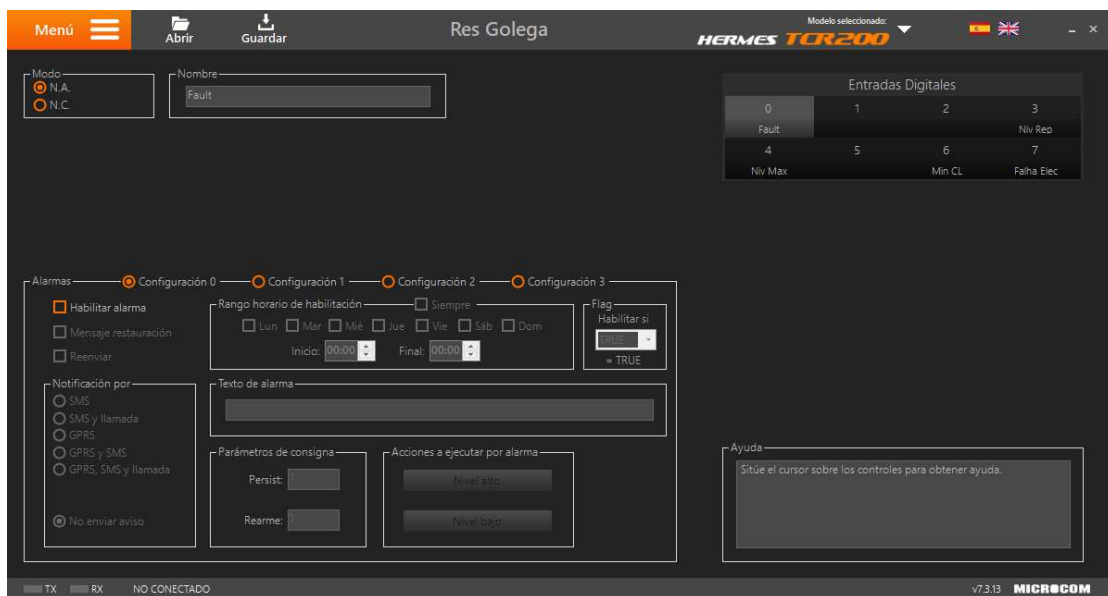 Menú
Abrir
Guardar
Res Golega
Modelo seleccionado:
HERMES TCR200
Modo
N.A.
N.C.
Nombre
Fault
Entradas Digitales
0 1 2 3
Fault Niv Rep
4 5 6 7
Niv Max Min CL Falha Elec
Alarmas Configuración 0 Configuración 1 Configuración 2 Configuración 3
Habilitar alarma
Mensaje restauración
Reenviar
Rango horario de habilitación Siempre
Lun Mar Mié Jue Vie Sáb Dom
Inicio: 00:00 Final: 00:00
Flag
Habilitar si
TRUE
= TRUE
Notificación por
SMS
SMS y llamada
GPRS
GPRS y SMS
GPRS, SMS y llamada
No enviar aviso
Texto de alarma
Parámetros de consigna
Persist: 1
Rearme: 1
Acciones a ejecutar por alarma
Nivel alto
Nivel bajo
Ayuda
Sitúe el cursor sobre los controles para obtener ayuda.
TX RX NO CONECTADO
v7.3.13 MICROCOM